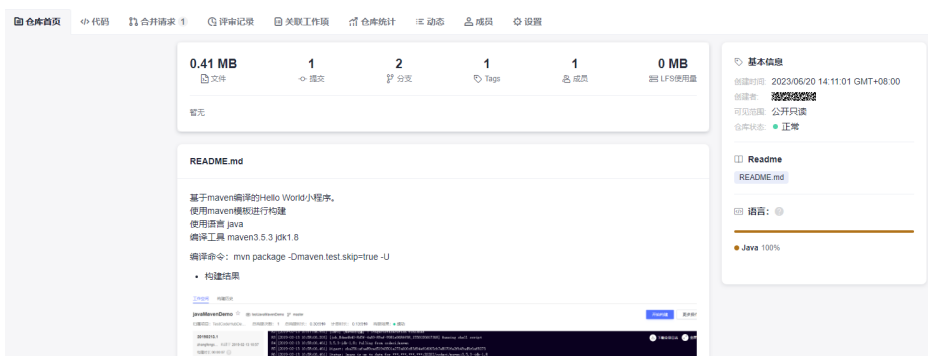 仓库首页 代码 合并请求 1 评审记录 关联工作项 仓库统计 动态 成员 设置
0.41 MB 1 2 1 1 0 MB
文件 提交 分支 Tags 成员 LFS使用量
暂无
README.md
基于maven编译的Hello World小程序。
使用maven模板进行构建
使用语言 java
编译工具 maven3.5.3 jdk1.8
编译命令：mvn package -Dmaven.test.skip=true -U
• 构建结果
javaMavenDemo
基本信息
创建时间: 2023/06/20 14:11:01 GMT+08:00
创建者:
可见范围: 公开只读
仓库状态: 正常
Readme
README.md
语言：
Java 100%